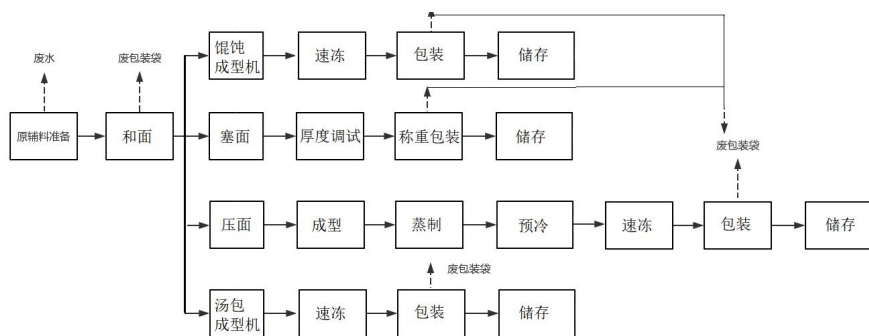 馄饨
成型机
速冻
包装
储存
废水
废包装袋
原辅料准备
和面
塞面
厚度调试
称重包装
储存
废包装袋
压面
成型
蒸制
预冷
速冻
包装
储存
废包装袋
汤包
成型机
速冻
包装
储存